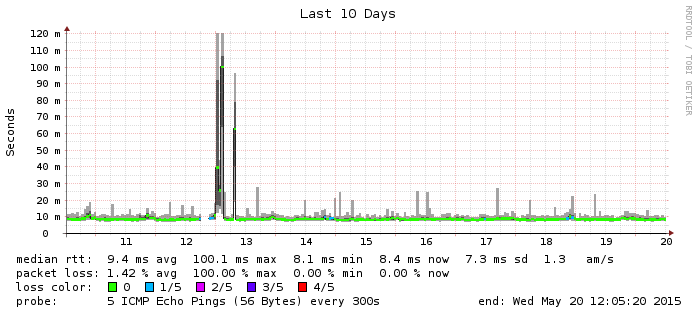 Last 10 Days
RRDTOOL / TOBI OETIKER
Seconds
120 m
110 m
100 m
90 m
80 m
70 m
60 m
50 m
40 m
30 m
20 m
10 m
0
11 12 13 14 15 16 17 18 19 20
median rtt: 9.4 ms avg 100.1 ms max 8.1 ms min 8.4 ms now 7.3 ms sd 1.3 am/s
packet loss: 1.42 % avg 100.00 % max 0.00 % min 0.00 % now
loss color: 0 1/5 2/5 3/5 4/5
probe: 5 ICMP Echo Pings (56 Bytes) every 300s end: Wed May 20 12:05:20 2015